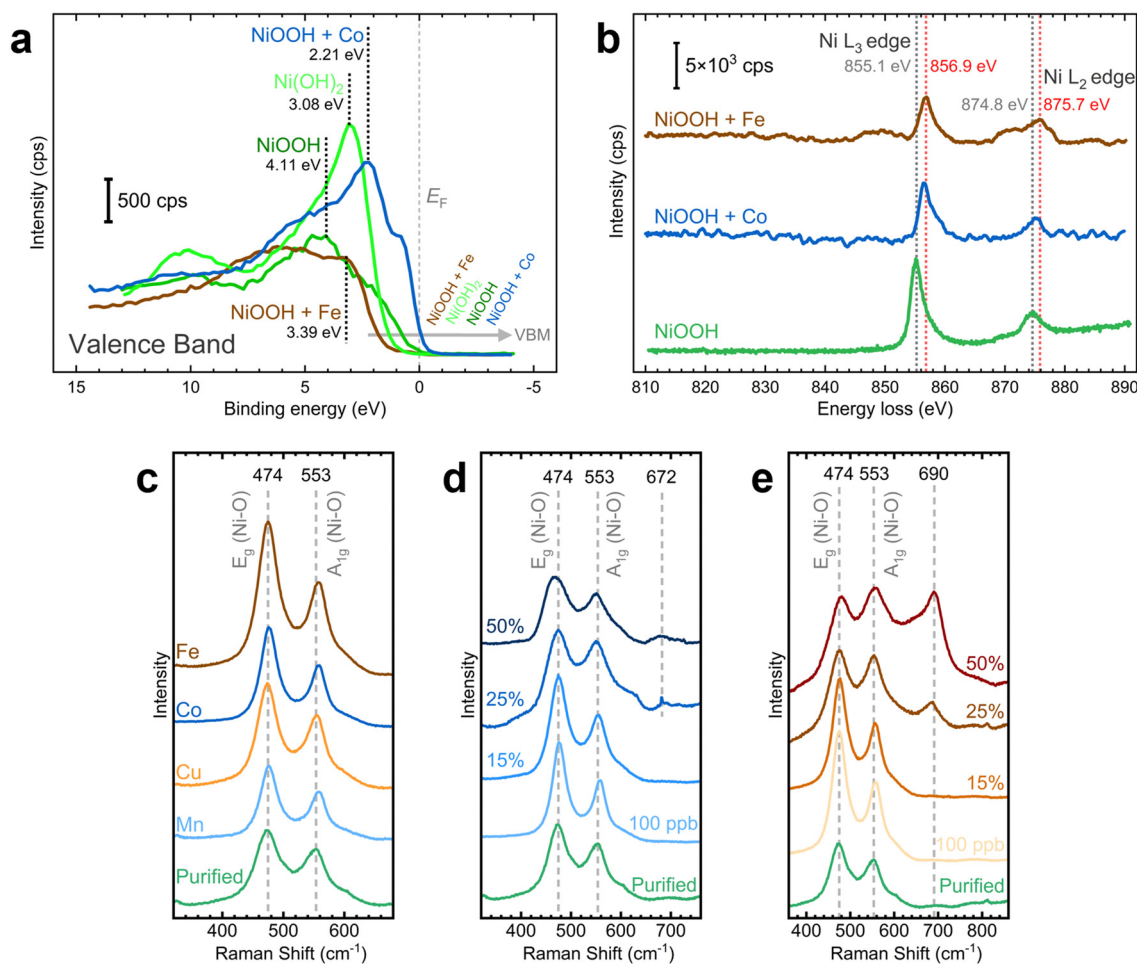 a
NiOOH + Co
2.21 eV
Ni(OH)2
3.08 eV
NiOOH
4.11 eV
500 cps
EF
NiOOH + Fe
Ni(OH)2
NiOOH
NiOOH + Co
NiOOH + Fe
3.39 eV
VBM
Valence Band
Intensity (cps)
15 10 5 0 -5
Binding energy (eV)
b
5×10³ cps
Ni L3 edge
855.1 eV
856.9 eV
Ni L2 edge
874.8 eV
875.7 eV
NiOOH + Fe
NiOOH + Co
NiOOH
Intensity (cps)
810 820 830 840 850 860 870 880 890
Energy loss (eV)
c
474 553
Eg (Ni-O)
A1g (Ni-O)
Fe
Co
Cu
Mn
Purified
Intensity
400 500 600
Raman Shift (cm-1)
d
474 553 672
Eg (Ni-O)
A1g (Ni-O)
50%
25%
15%
100 ppb
Purified
Intensity
400 500 600 700
Raman Shift (cm-1)
e
474 553 690
Eg (Ni-O)
A1g (Ni-O)
50%
25%
15%
100 ppb
Purified
Intensity
400 500 600 700 800
Raman Shift (cm-1)